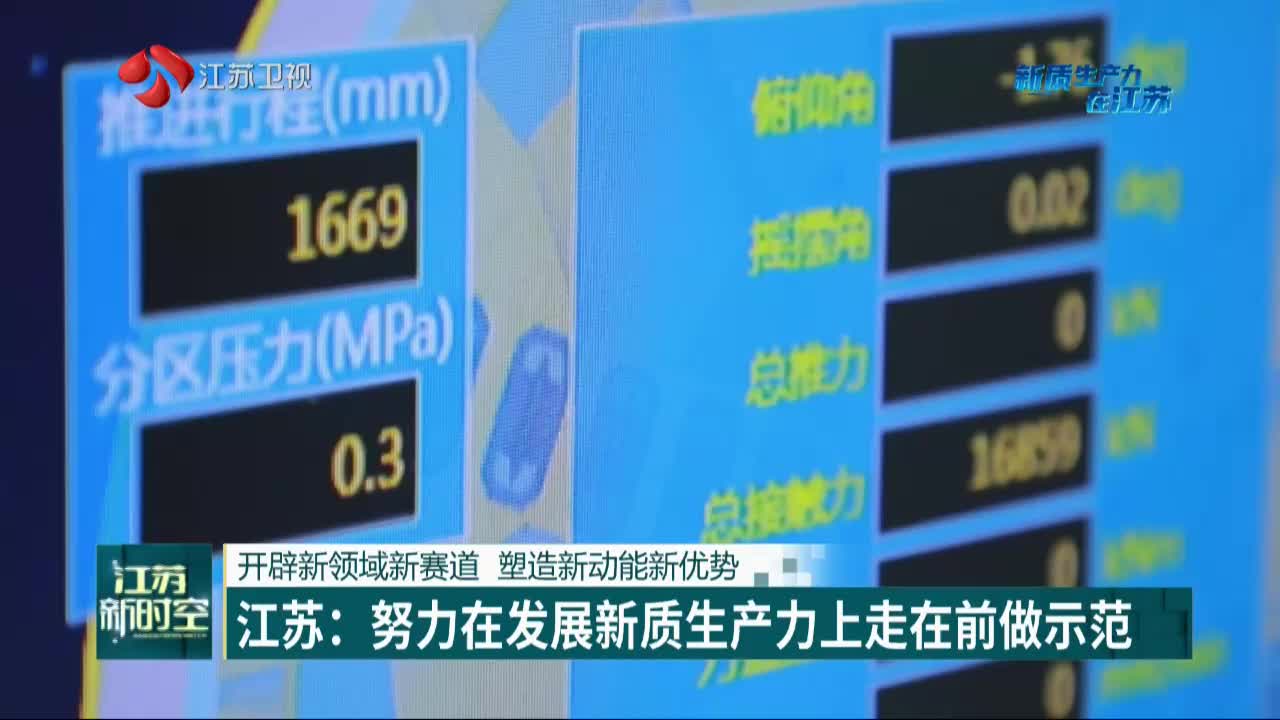 江苏卫视
新质生产力
在江苏
推进行程(mm)
1669
分区压力(MPa)
0.3
俯仰角
摇摆角 0.02
总推力 0 kN
总接触力 16859 kN
0
0
开辟新领域新赛道 塑造新动能新优势
江苏：努力在发展新质生产力上走在前做示范
江苏
新时空